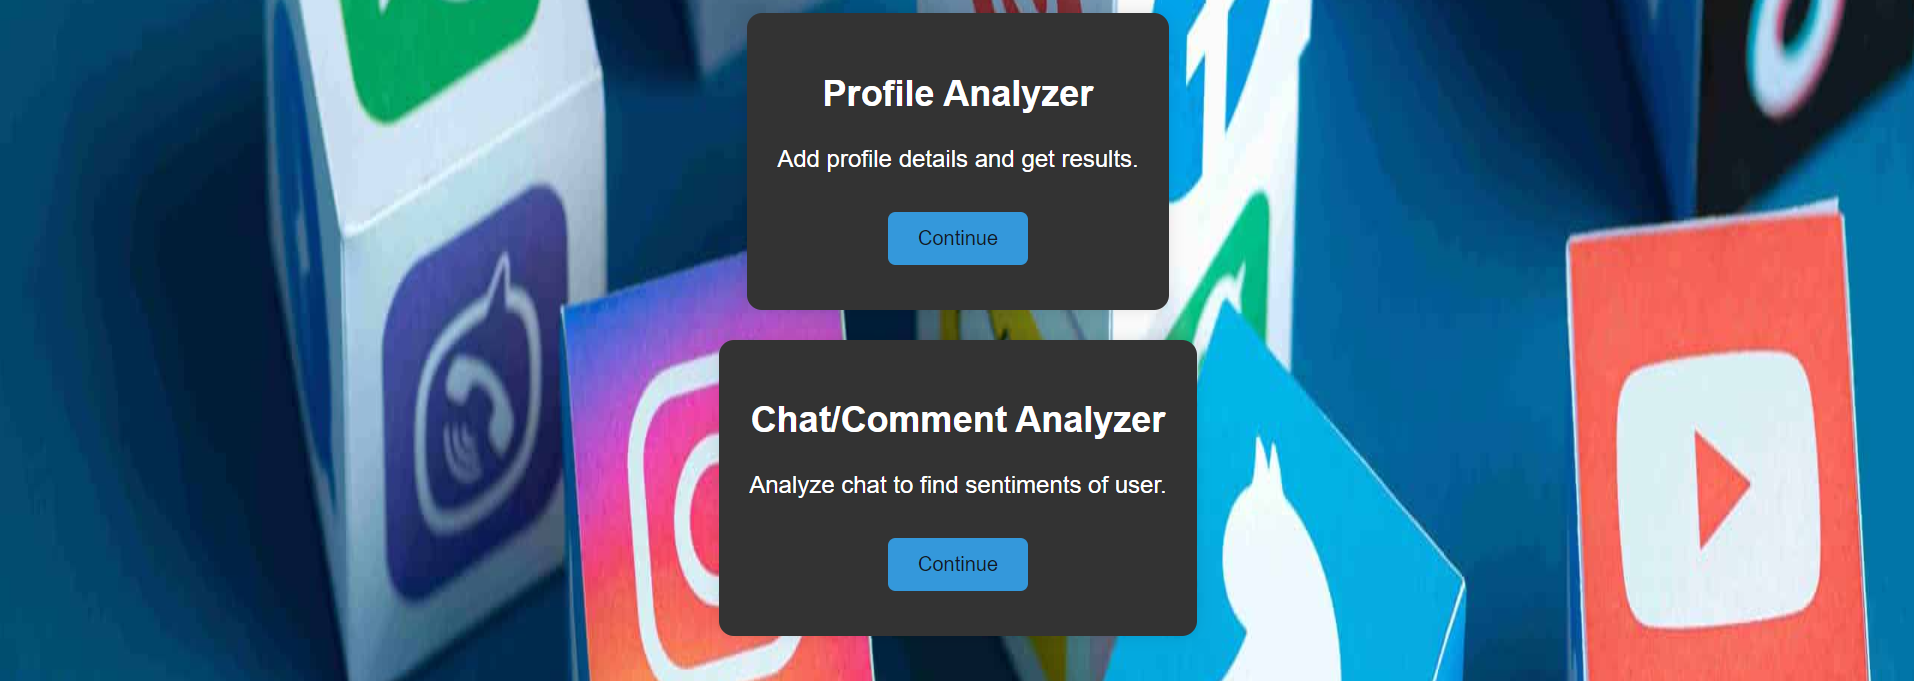 Profile Analyzer
Add profile details and get results.
Continue
Chat/Comment Analyzer
Analyze chat to find sentiments of user.
Continue